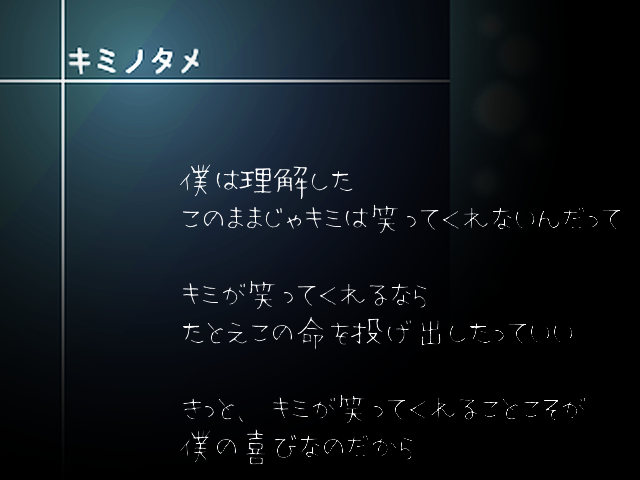 キミノタメ
僕は理解した
このままじゃキミは笑ってくれないんだって
キミが笑ってくれるなら
たとえこの命を投げ出したっていい
きっと、キミが笑ってくれることこそが
僕の喜びなのだから